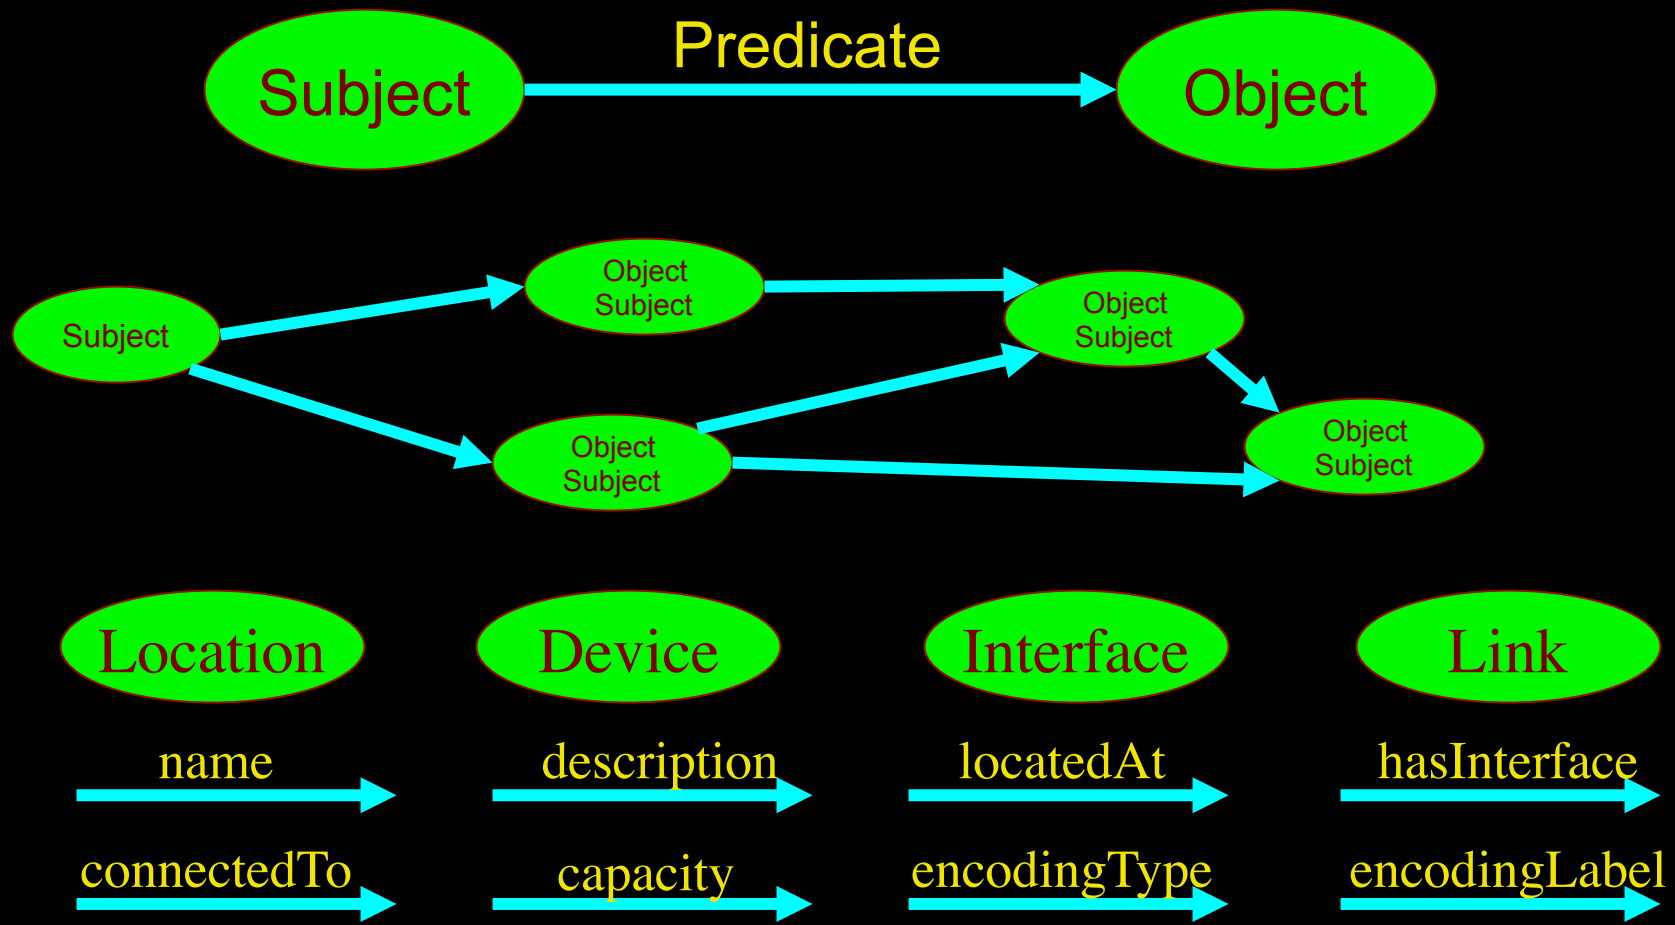 Predicate
Subject
Object
Object
Subject
Object
Subject
Subject
Object
Subject
Object
Subject
Location
Device
Interface
Link
name
description
locatedAt
hasInterface
connectedTo
capacity
encodingType
encodingLabel